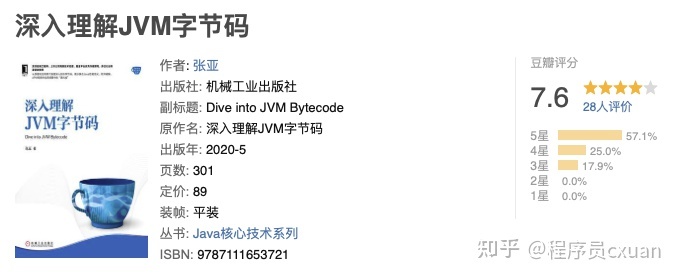 深入理解JVM字节码
深入理解
JVM字节码
Dive into JVM Bytecode
作者: 张亚
出版社: 机械工业出版社
副标题: Dive into JVM Bytecode
原作名: 深入理解JVM字节码
出版年: 2020-5
页数: 301
定价: 89
装帧: 平装
丛书: Java核心技术系列
ISBN: 9787111653721
豆瓣评分
7.6
28人评价
5星 57.1%
4星 25.0%
3星 17.9%
2星 0.0%
1星 0.0%
知乎 @程序员cxuan